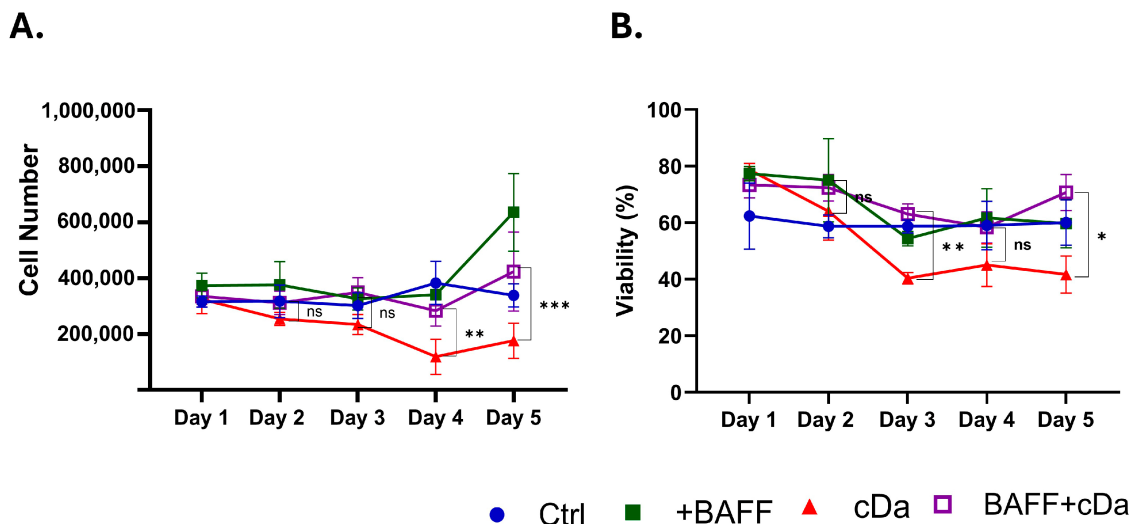 A.
B.
Cell Number
1,000,000
800,000
600,000
400,000
200,000
ns
ns
**
***
Day 1 Day 2 Day 3 Day 4 Day 5
Viability (%)
100
80
60
40
20
0
ns
**
ns
*
Day 1 Day 2 Day 3 Day 4 Day 5
Ctrl +BAFF cDa BAFF+cDa